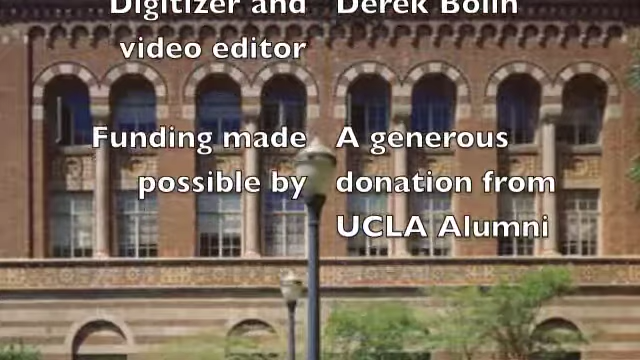 Digitizer and Derek Bolin
video editor
Funding made A generous
possible by donation from
UCLA Alumni